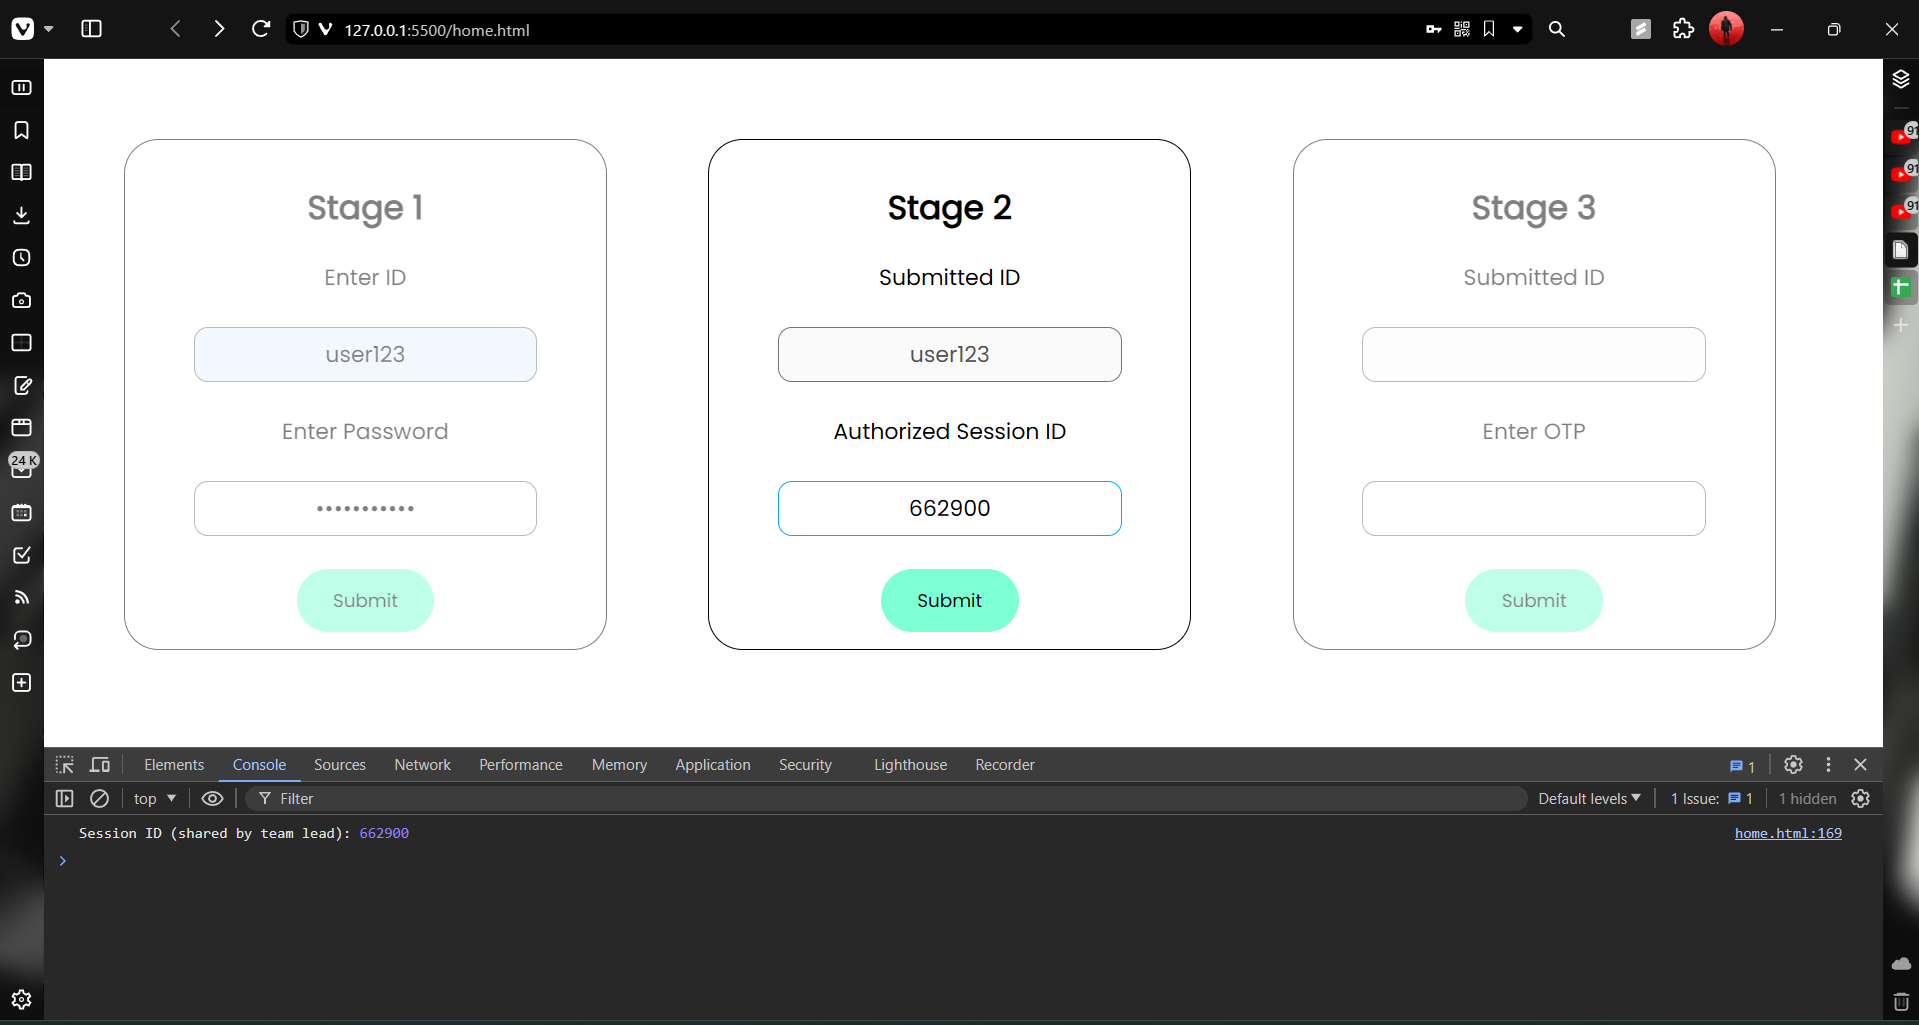 127.0.0.1:5500/home.html
91
91
91
24 K
Stage 1
Enter ID
user123
Enter Password
•••••••••••
Submit
Stage 2
Submitted ID
user123
Authorized Session ID
662900
Submit
Stage 3
Submitted ID
Enter OTP
Submit
Elements Console Sources Network Performance Memory Application Security Lighthouse Recorder 1
top Filter Default levels 1 Issue: 1 1 hidden
Session ID (shared by team lead): 662900 home.html:169